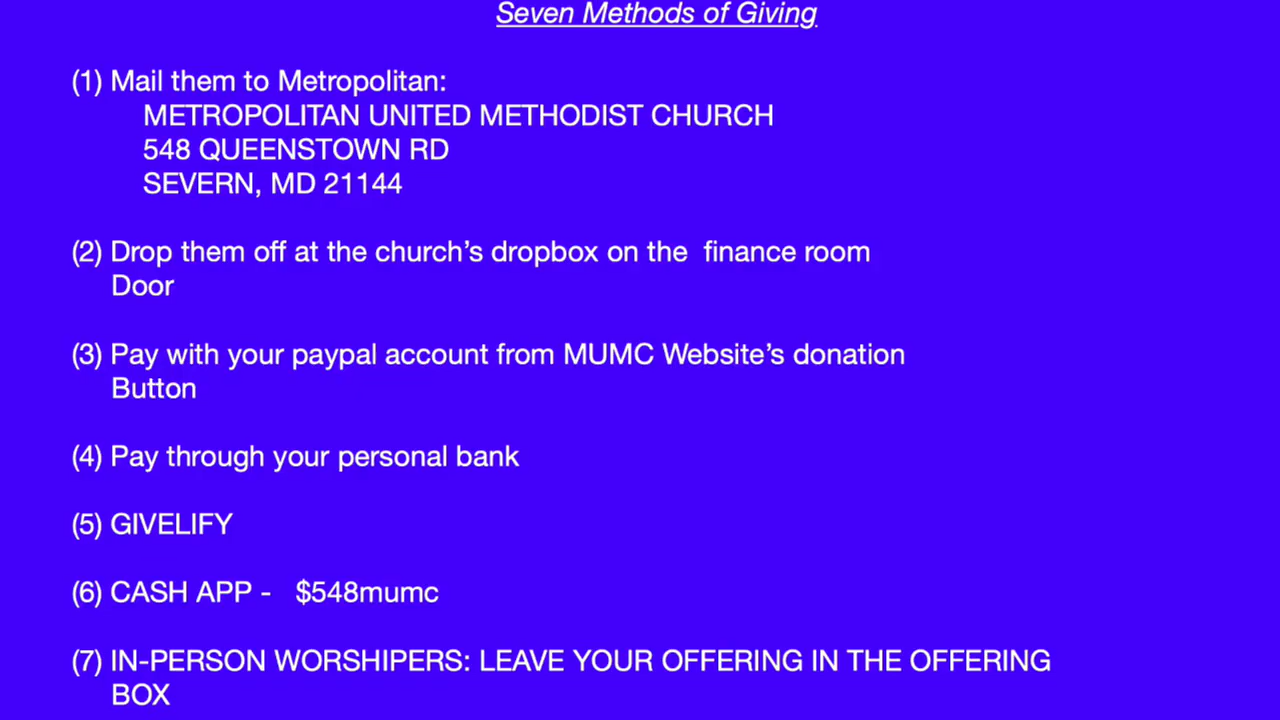 Seven Methods of Giving
(1) Mail them to Metropolitan:
METROPOLITAN UNITED METHODIST CHURCH
548 QUEENSTOWN RD
SEVERN, MD 21144
(2) Drop them off at the church’s dropbox on the  finance room
Door
(3) Pay with your paypal account from MUMC Website’s donation
Button
(4) Pay through your personal bank
(5) GIVELIFY
(6) CASH APP -   $548mumc
(7) IN-PERSON WORSHIPERS: LEAVE YOUR OFFERING IN THE OFFERING
BOX